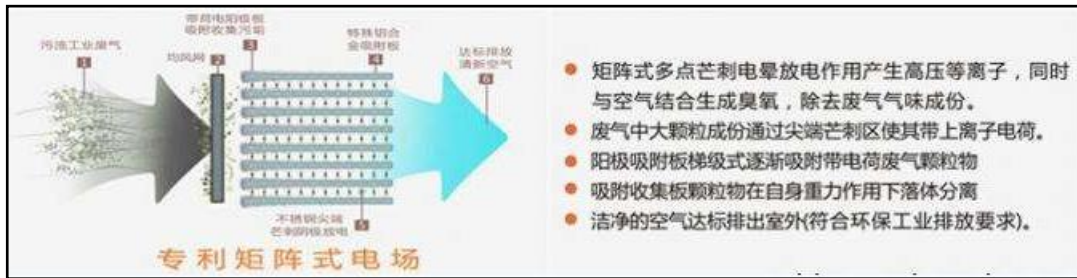 带荷电阳极板
吸附收集污垢
3
特殊铝合
金吸附板
4
污浊工业废气
1
均风网
2
达标排放
清新空气
6
不锈钢尖端
芒刺阴极放电
5
专利矩阵式电场
矩阵式多点芒刺电晕放电作用产生高压等离子，同时
与空气结合生成臭氧，除去废气气味成份。
废气中大颗粒成份通过尖端芒刺区使其带上离子电荷。
阳极吸附板梯级式逐渐吸附带电荷废气颗粒物
吸附收集板颗粒物在自身重力作用下落体分离
洁净的空气达标排出室外(符合环保工业排放要求)。